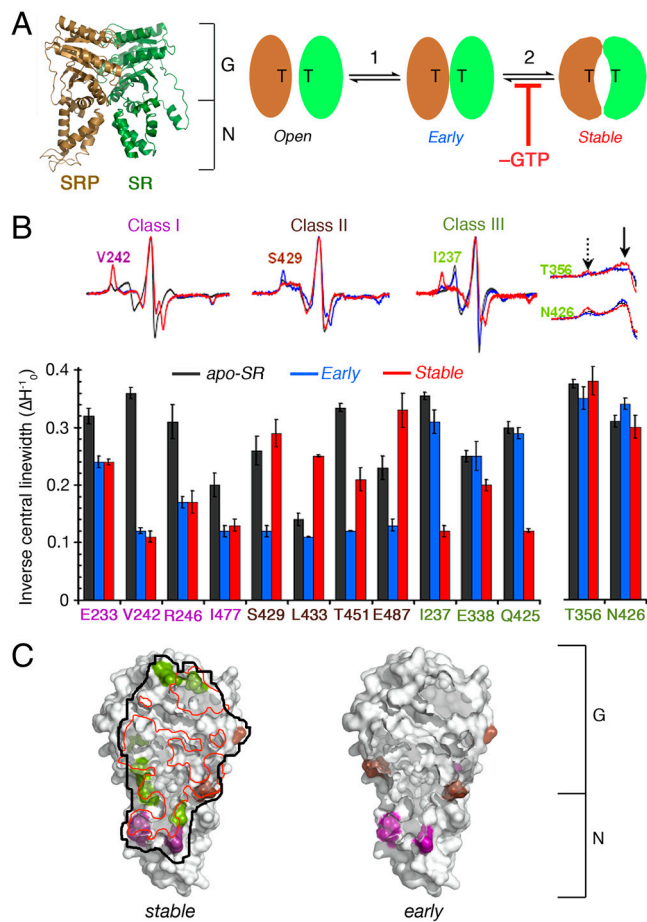 A
G
N
SRP SR
1
2
T T
T T
T T
Open
Early
Stable
–GTP
B
Class I
Class II
Class III
V242
S429
I237
T356
N426
apo-SR
Early
Stable
Inverse central linewidth (ΔH⁻¹₀)
0.4
0.3
0.2
0.1
0
E233 V242 R246 I477 S429 L433 T451 E487 I237 E338 Q425 T356 N426
C
G
N
stable
early